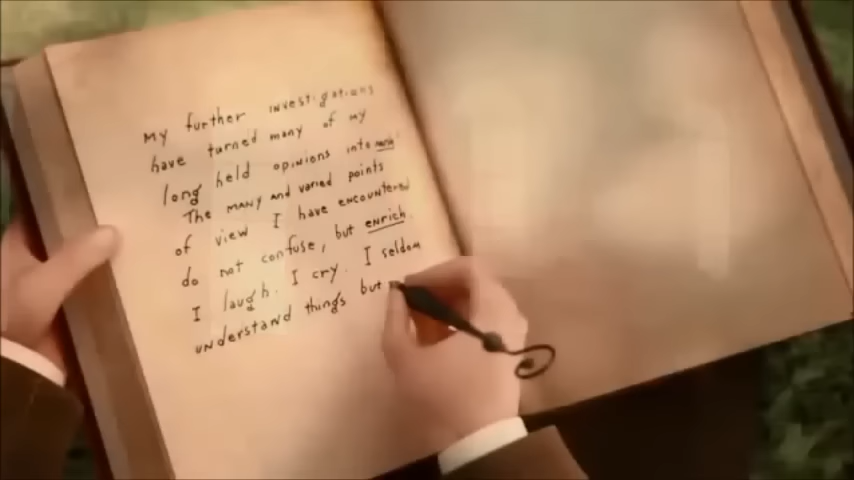 My further investigations
have turned many of my
long held opinions into
The many and varied points
of view I have encountered
do not confuse, but enrich.
I laugh. I cry. I seldom
understand things but